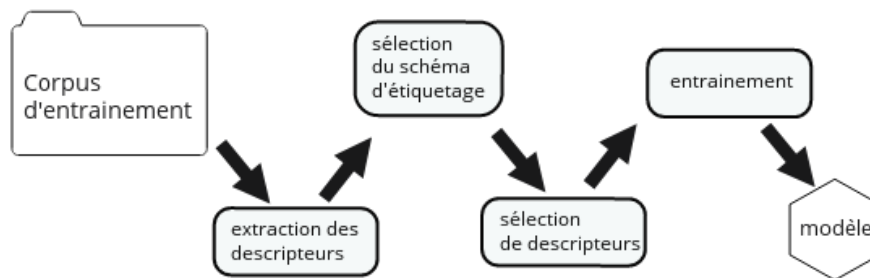 Corpus
d'entrainement
extraction des
descripteurs
sélection
du schéma
d'étiquetage
sélection
de descripteurs
entrainement
modèle